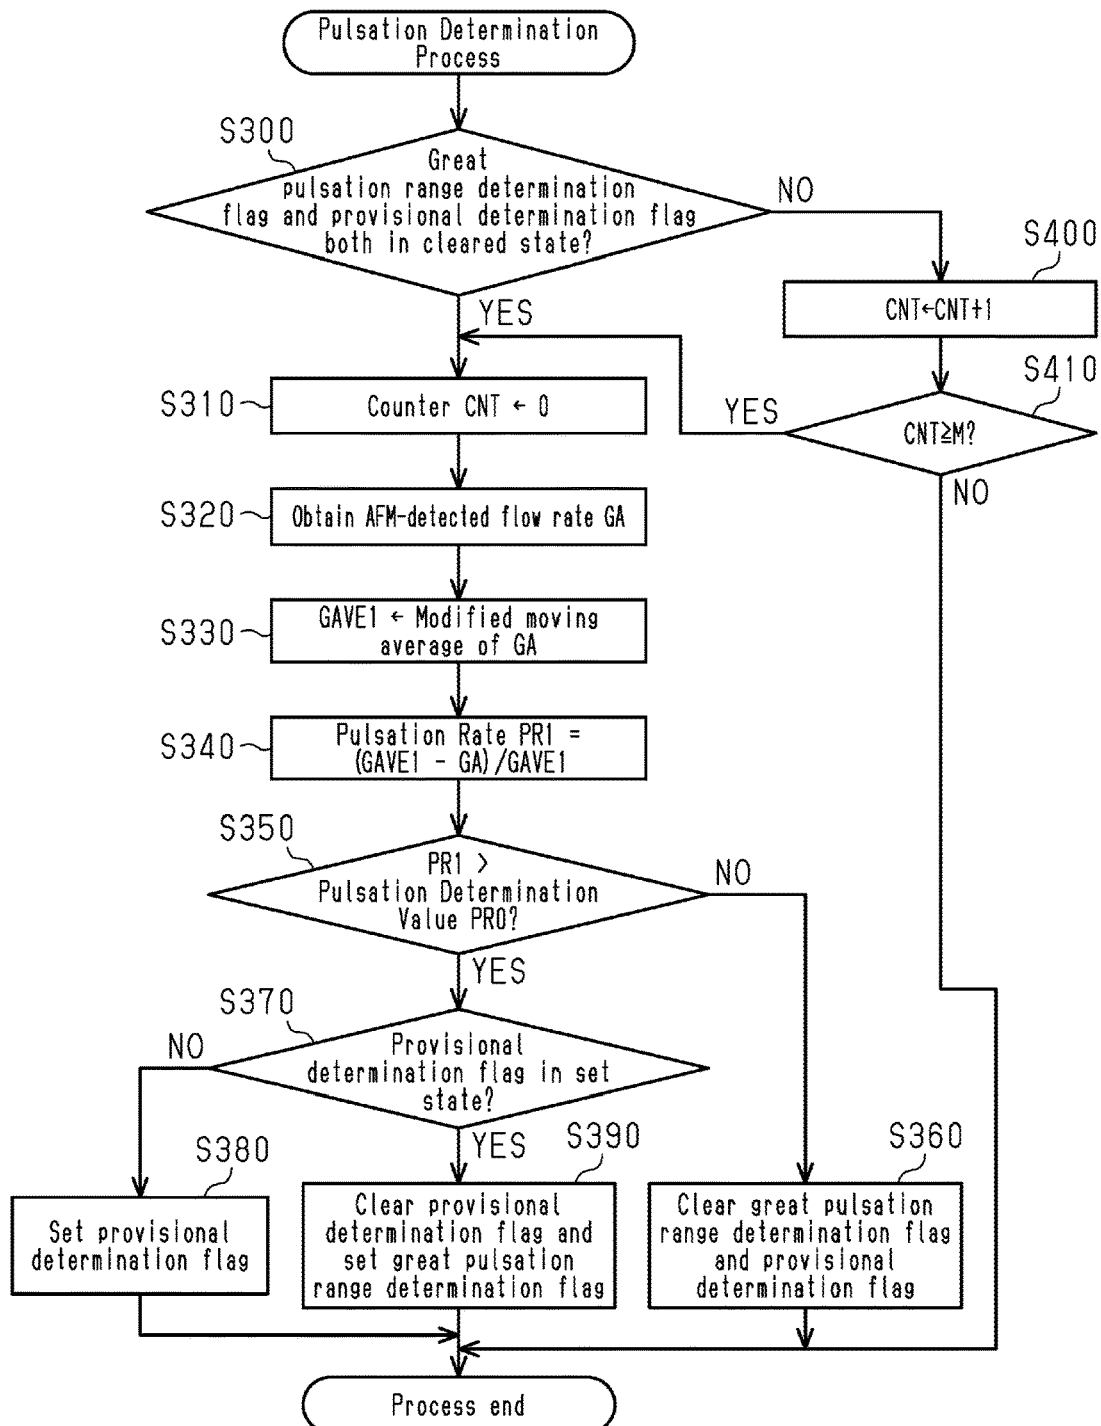 Pulsation Determination
Process
S300
Great
pulsation range determination
flag and provisional determination flag
both in cleared state?
NO
YES
S400
CNT←CNT+1
S410
CNT≧M?
YES
NO
S310
Counter CNT ← 0
S320
Obtain AFM-detected flow rate GA
S330
GAVE1 ← Modified moving
average of GA
S340
Pulsation Rate PR1 =
(GAVE1 - GA)/GAVE1
S350
PR1 >
Pulsation Determination
Value PR0?
NO
YES
S370
Provisional
determination flag in set
state?
NO
YES
S380
Set provisional
determination flag
S390
Clear provisional
determination flag and
set great pulsation
range determination flag
S360
Clear great pulsation
range determination flag
and provisional
determination flag
Process end